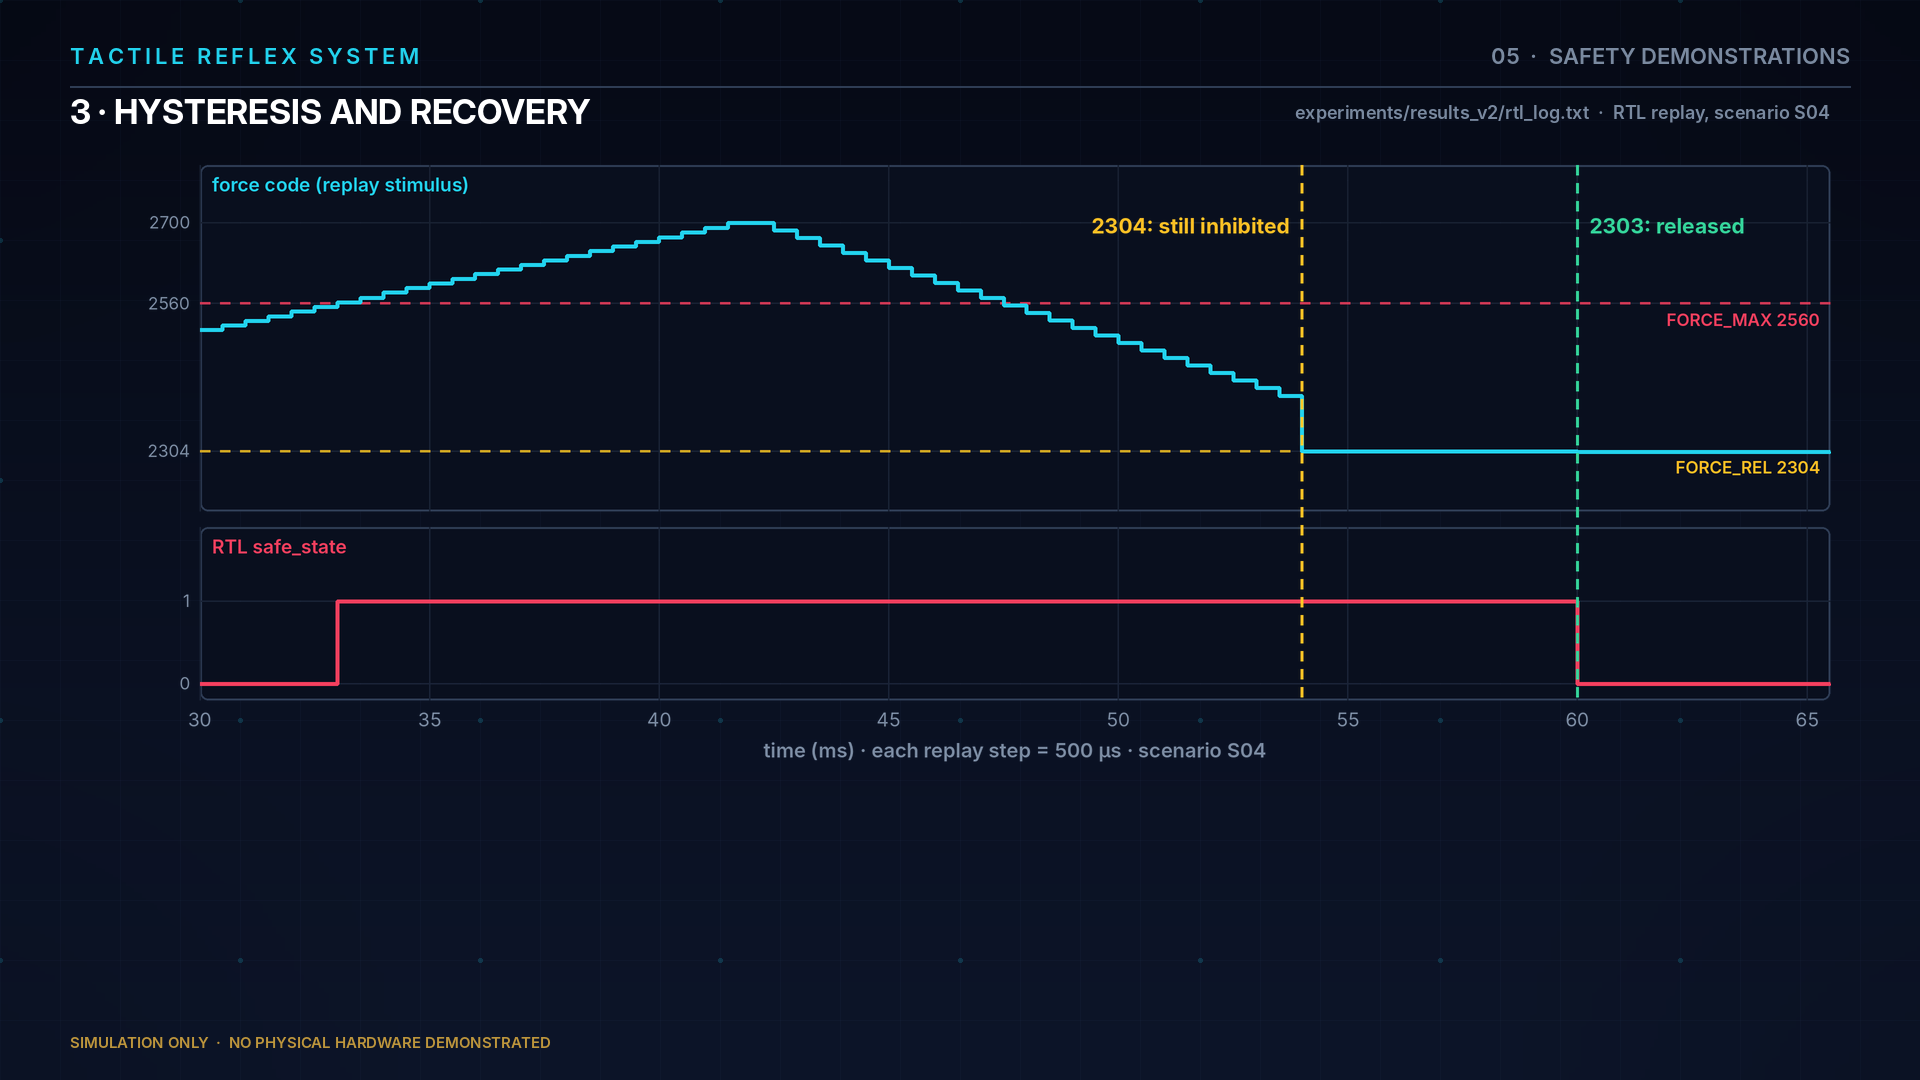 TACTILE REFLEX SYSTEM
05 · SAFETY DEMONSTRATIONS
3 · HYSTERESIS AND RECOVERY
experiments/results_v2/rtl_log.txt · RTL replay, scenario S04
force code (replay stimulus)
2700
2304: still inhibited
2303: released
2560
FORCE_MAX 2560
2304
FORCE_REL 2304
RTL safe_state
1
0
30 35 40 45 50 55 60 65
time (ms) · each replay step = 500 µs · scenario S04
SIMULATION ONLY · NO PHYSICAL HARDWARE DEMONSTRATED